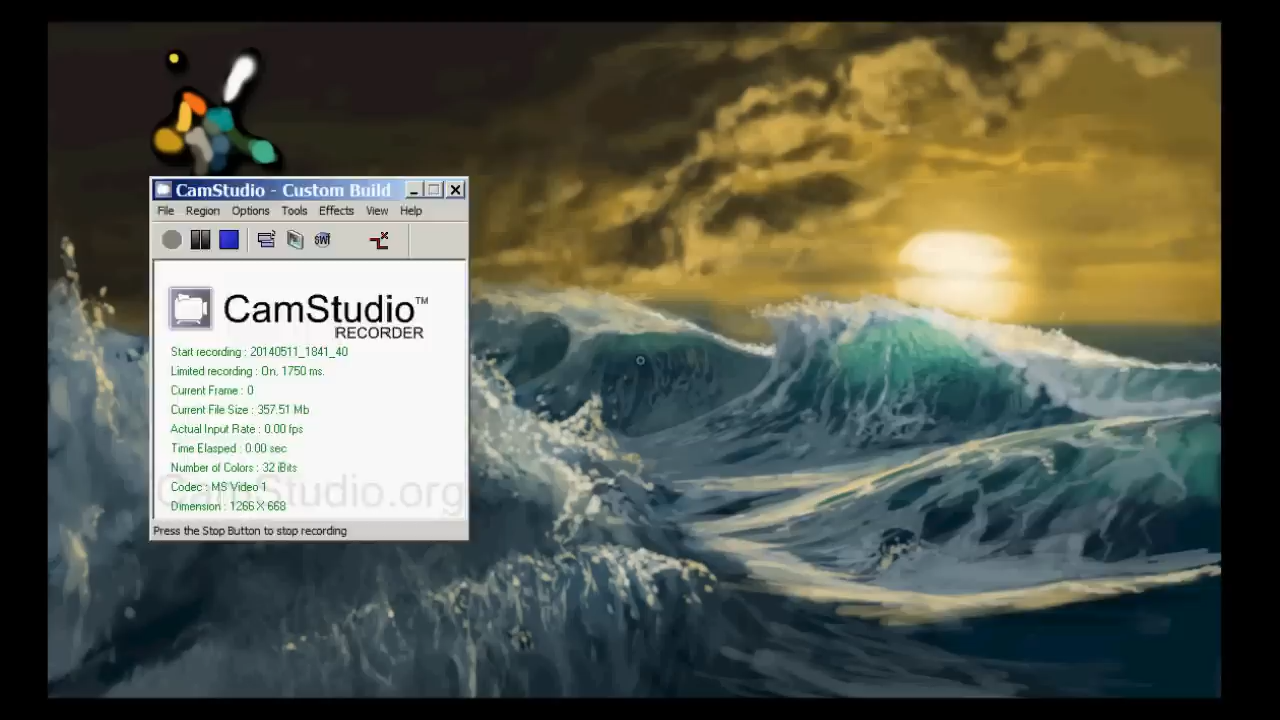 CamStudio - Custom Build
File Region Options Tools Effects View Help
SWF
CamStudio™
RECORDER
Start recording : 20140511_1841_40
Limited recording : On. 1750 ms.
Current Frame : 0
Current File Size : 357.51 Mb
Actual Input Rate : 0.00 fps
Time Elasped : 0.00 sec
Number of Colors : 32 iBits
Codec : MS Video 1
CamStudio.org
Dimension : 1266 X 668
Press the Stop Button to stop recording